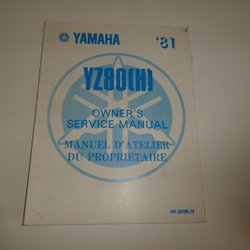 YAMAHA '81
YZ80(H)
OWNER'S
SERVICE MANUAL
MANUEL D'ATELIER
DU PROPRIETAIRE